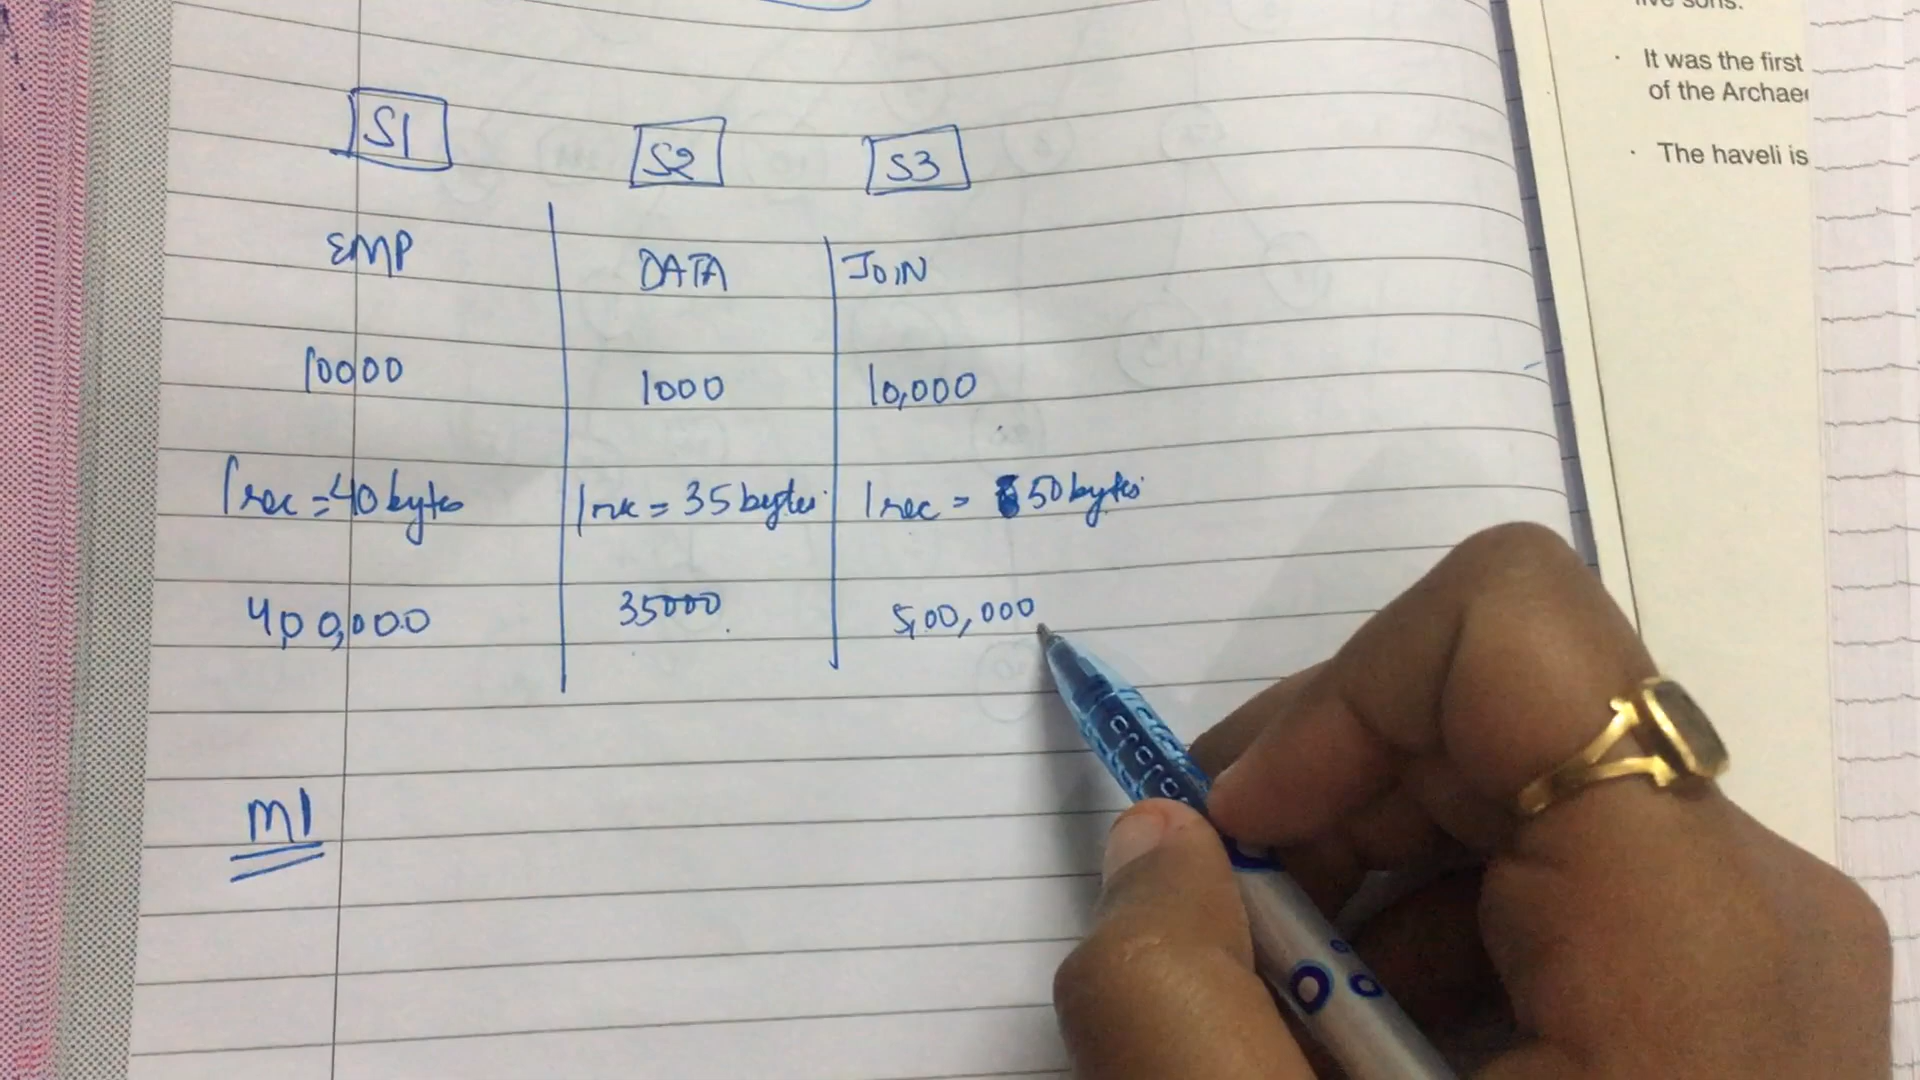 S1 S2 S3
EMP DATA JOIN
10000 1000 10,000
1 rec = 40 bytes 1 rec = 35 bytes 1 rec = 50 bytes
400,000 35000 5,00,000
M1
five sons.
· It was the first
of the Archae
· The haveli is